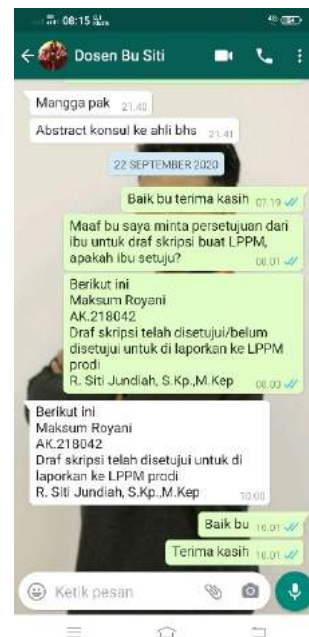 08:15
Dosen Bu Siti
Mangga pak 21.40
Abstract konsul ke ahli bhs 21.41
22 SEPTEMBER 2020
Baik bu terima kasih 07.19
Maaf bu saya minta persetujuan dari
ibu untuk draf skripsi buat LPPM,
apakah ibu setuju? 08.01
Berikut ini
Maksum Royani
AK.218042
Draf skripsi telah disetujui/belum
disetujui untuk di laporkan ke LPPM
prodi
R. Siti Jundiah, S.Kp.,M.Kep 08.03
Berikut ini
Maksum Royani
AK.218042
Draf skripsi telah disetujui untuk di
laporkan ke LPPM prodi
R. Siti Jundiah, S.Kp.,M.Kep 10.00
Baik bu 16.01
Terima kasih 16.01
Ketik pesan